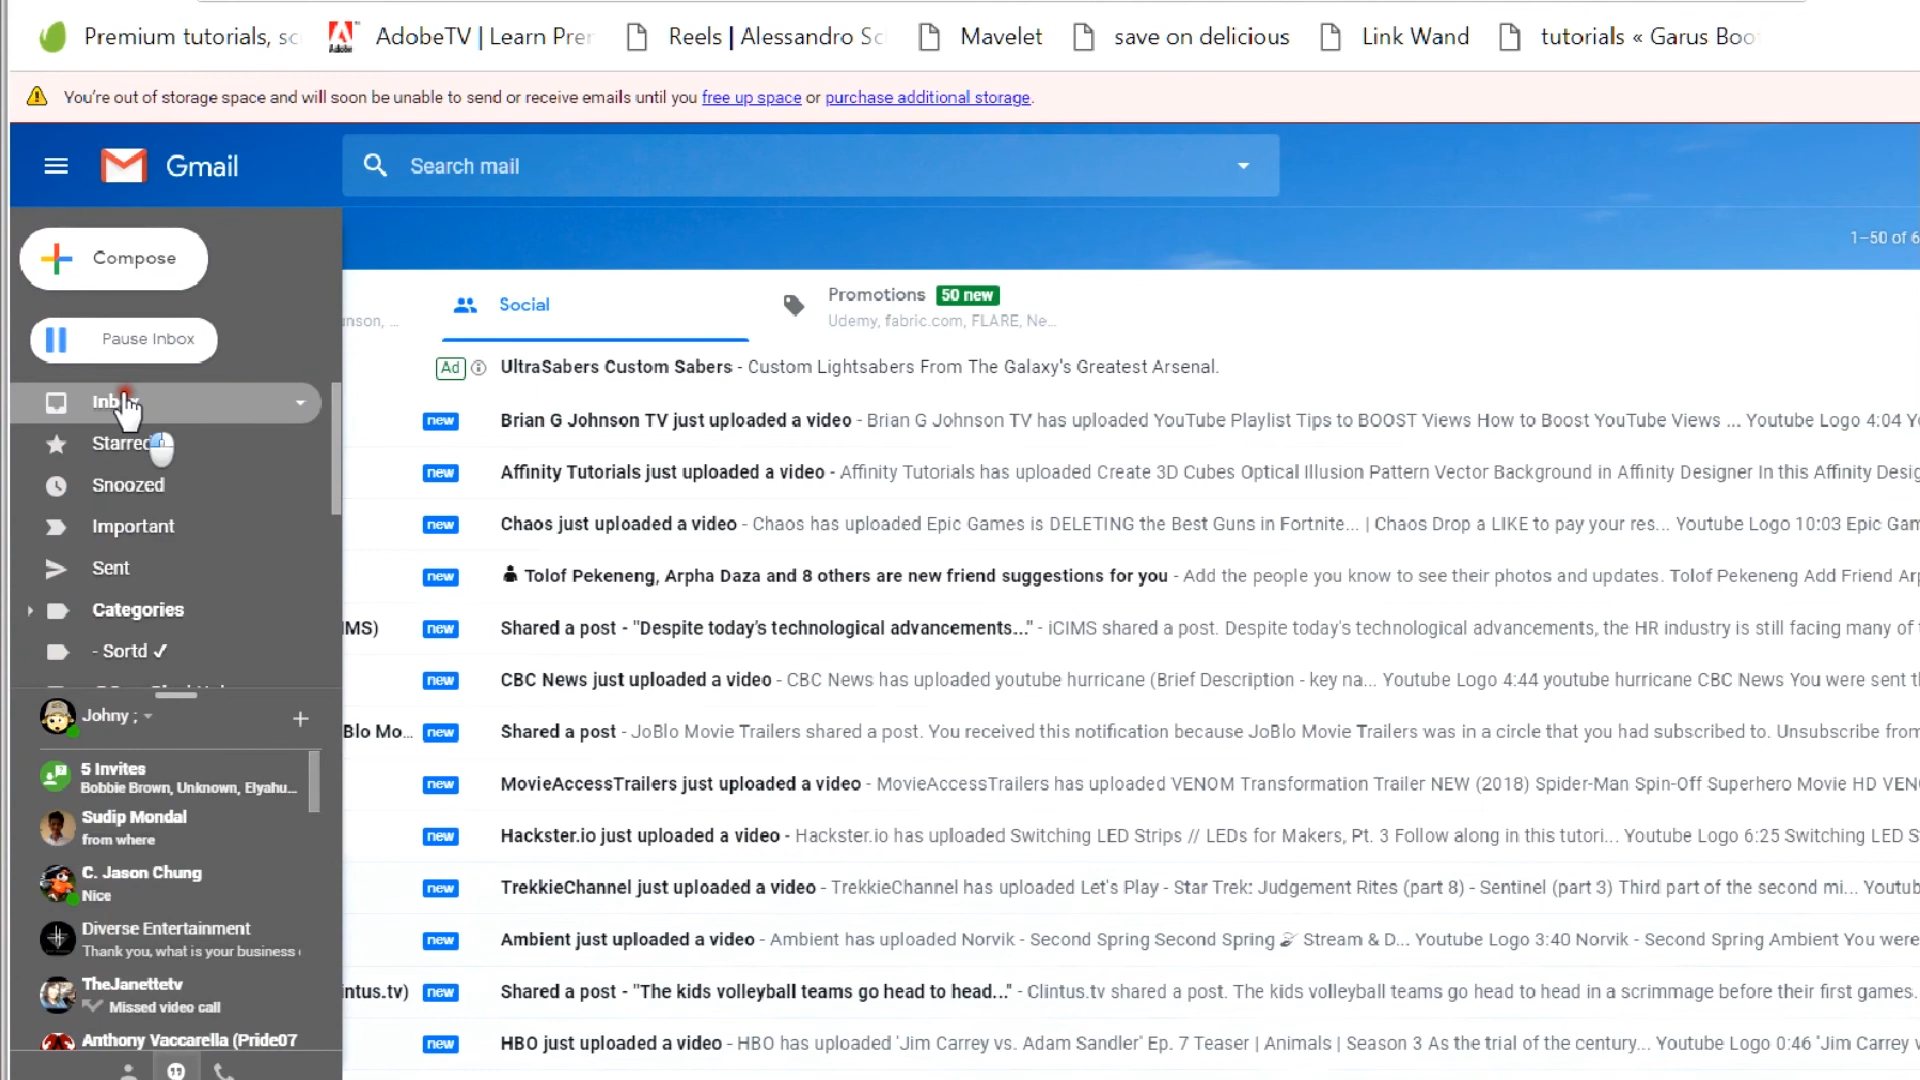 Premium tutorials, sc
Adobe
AdobeTV | Learn Pre
Reels | Alessandro Sc
Mavelet
save on delicious
Link Wand
tutorials « Garus Boo
You're out of storage space and will soon be unable to send or receive emails until you free up space or purchase additional storage.
Gmail
Search mail
1–50 of 6
Compose
Pause Inbox
Inbox
Starred
Snoozed
Important
Sent
Categories
- Sortd ✓
Johny ;
5 Invites
Bobbie Brown, Unknown, Elyahu...
Sudip Mondal
from where
C. Jason Chung
Nice
Diverse Entertainment
Thank you, what is your business
TheJanettetv
Missed video call
Anthony Vaccarella (Pride07
nson, ...
Social
Promotions 50 new
Udemy, fabric.com, FLARE, Ne...
Ad UltraSabers Custom Sabers - Custom Lightsabers From The Galaxy's Greatest Arsenal.
new Brian G Johnson TV just uploaded a video - Brian G Johnson TV has uploaded YouTube Playlist Tips to BOOST Views How to Boost YouTube Views ... Youtube Logo 4:04 Y
new Affinity Tutorials just uploaded a video - Affinity Tutorials has uploaded Create 3D Cubes Optical Illusion Pattern Vector Background in Affinity Designer In this Affinity Desig
new Chaos just uploaded a video - Chaos has uploaded Epic Games is DELETING the Best Guns in Fortnite... | Chaos Drop a LIKE to pay your res... Youtube Logo 10:03 Epic Gam
new Tolof Pekeneng, Arpha Daza and 8 others are new friend suggestions for you - Add the people you know to see their photos and updates. Tolof Pekeneng Add Friend Ar
MS) new Shared a post - "Despite today's technological advancements..." - iCIMS shared a post. Despite today's technological advancements, the HR industry is still facing many of
new CBC News just uploaded a video - CBC News has uploaded youtube hurricane (Brief Description - key na... Youtube Logo 4:44 youtube hurricane CBC News You were sent t
Blo Mo... new Shared a post - JoBlo Movie Trailers shared a post. You received this notification because JoBlo Movie Trailers was in a circle that you had subscribed to. Unsubscribe from
new MovieAccessTrailers just uploaded a video - MovieAccessTrailers has uploaded VENOM Transformation Trailer NEW (2018) Spider-Man Spin-Off Superhero Movie HD VEN
new Hackster.io just uploaded a video - Hackster.io has uploaded Switching LED Strips // LEDs for Makers, Pt. 3 Follow along in this tutori... Youtube Logo 6:25 Switching LED S
new TrekkieChannel just uploaded a video - TrekkieChannel has uploaded Let's Play - Star Trek: Judgement Rites (part 8) - Sentinel (part 3) Third part of the second mi... Youtub
new Ambient just uploaded a video - Ambient has uploaded Norvik - Second Spring Second Spring Stream & D... Youtube Logo 3:40 Norvik - Second Spring Ambient You were
intus.tv) new Shared a post - "The kids volleyball teams go head to head..." - Clintus.tv shared a post. The kids volleyball teams go head to head in a scrimmage before their first games.
new HBO just uploaded a video - HBO has uploaded 'Jim Carrey vs. Adam Sandler' Ep. 7 Teaser | Animals | Season 3 As the trial of the century... Youtube Logo 0:46 'Jim Carrey v